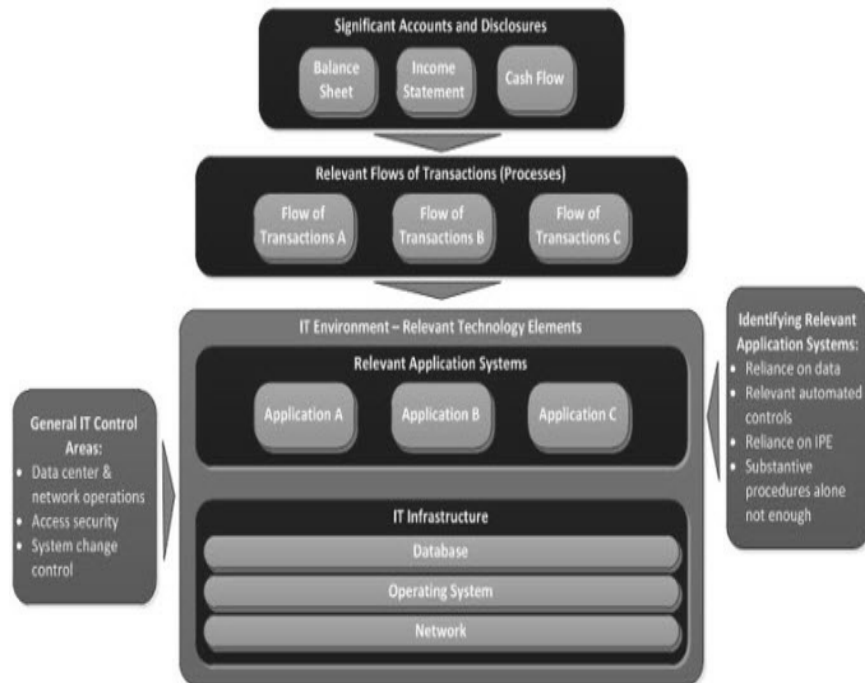 Significant Accounts and Disclosures
Balance
Sheet
Income
Statement
Cash Flow
Relevant Flows of Transactions (Processes)
Flow of
Transactions A
Flow of
Transactions B
Flow of
Transactions C
IT Environment – Relevant Technology Elements
Relevant Application Systems
Application A
Application B
Application C
IT Infrastructure
Database
Operating System
Network
General IT Control
Areas:
• Data center &
network operations
• Access security
• System change
control
Identifying Relevant
Application Systems:
• Reliance on data
• Relevant automated
controls
• Reliance on IPE
• Substantive
procedures alone
not enough